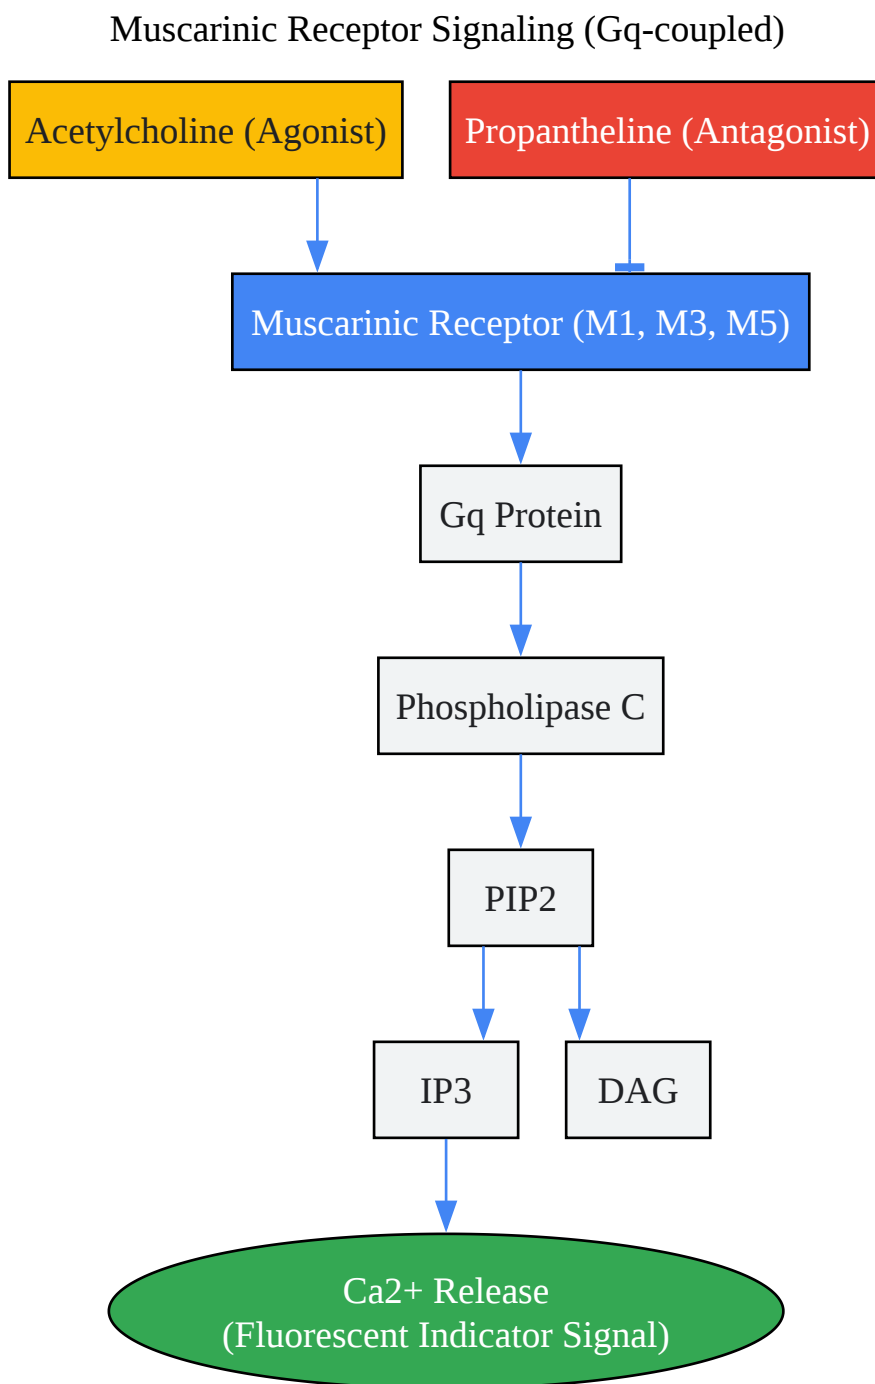 Muscarinic Receptor Signaling (Gq-coupled)
Acetylcholine (Agonist)
Propantheline (Antagonist)
Muscarinic Receptor (M1, M3, M5)
Gq Protein
Phospholipase C
PIP2
IP3
DAG
Ca2+ Release
(Fluorescent Indicator Signal)